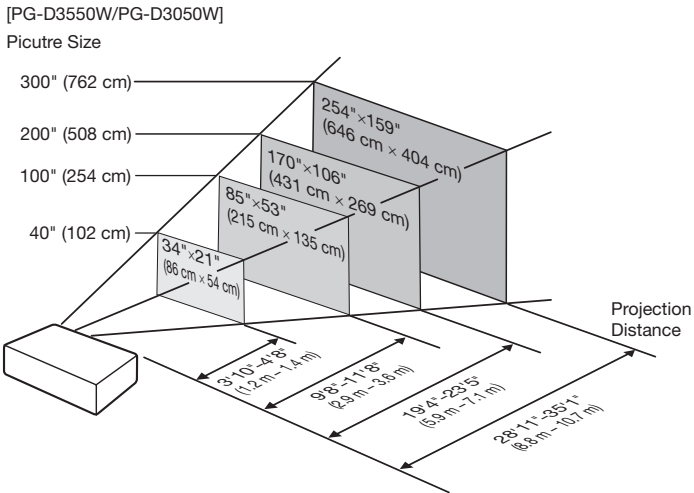 [PG-D3550W/PG-D3050W]
Picutre Size
300" (762 cm)
254"×159"
(646 cm × 404 cm)
200" (508 cm)
170"×106"
(431 cm × 269 cm)
100" (254 cm)
85"×53"
(215 cm × 135 cm)
40" (102 cm)
34"×21"
(86 cm × 54 cm)
Projection
Distance
3'10"–4'8"
(1.2 m – 1.4 m)
9'8"–11'8"
(2.9 m – 3.6 m)
19'4"–23'5"
(5.9 m – 7.1 m)
28'11"–35'1"
(8.8 m – 10.7 m)